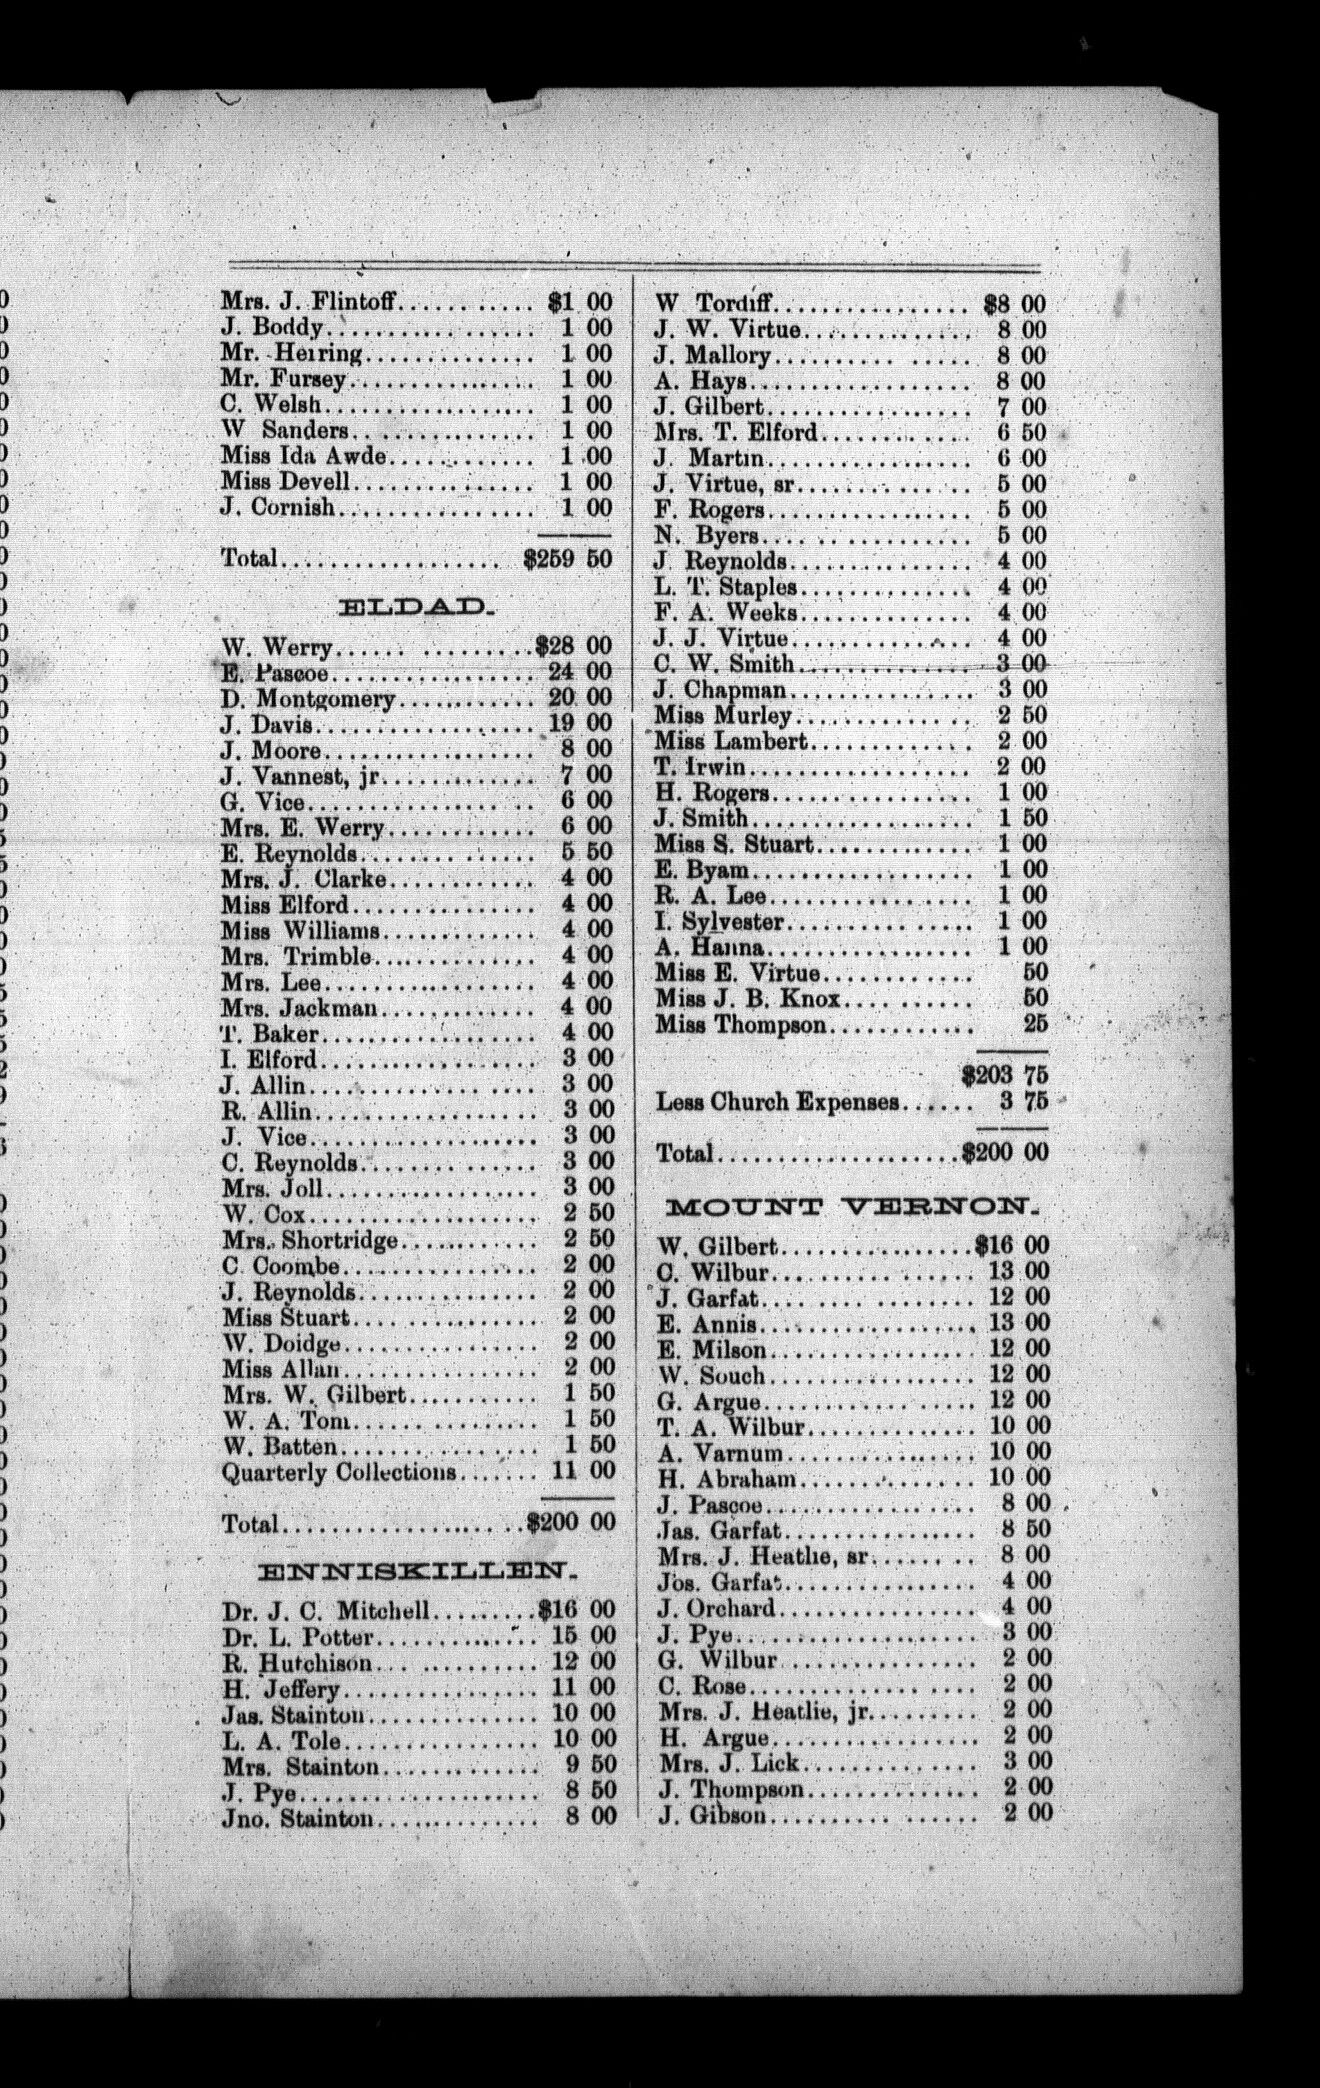 Mrs. J. Flintoff........... $1 00
J. Boddy................. 1 00
Mr. Herring.............. 1 00
Mr. Fursey............... 1 00
C. Welsh................. 1 00
W Sanders............... 1 00
Miss Ida Awde............ 1 00
Miss Devell............... 1 00
J. Cornish................ 1 00
Total.................. $259 50
ELDAD.
W. Werry...............$28 00
E. Pascoe................. 24 00
D. Montgomery........... 20 00
J. Davis.................. 19 00
J. Moore................. 8 00
J. Vannest, jr............. 7 00
G. Vice.................. 6 00
Mrs. E. Werry............ 6 00
E. Reynolds.............. 5 50
Mrs. J. Clarke............ 4 00
Miss Elford............... 4 00
Miss Williams............. 4 00
Mrs. Trimble............. 4 00
Mrs. Lee................. 4 00
Mrs. Jackman............. 4 00
T. Baker................. 4 00
I. Elford................. 3 00
J. Allin.................. 3 00
R. Allin.................. 3 00
J. Vice.................. 3 00
C. Reynolds.............. 3 00
Mrs. Joll................. 3 00
W. Cox.................. 2 50
Mrs. Shortridge........... 2 50
C. Coombe................ 2 00
J. Reynolds............... 2 00
Miss Stuart............... 2 00
W. Doidge................ 2 00
Miss Allan................ 2 00
Mrs. W. Gilbert........... 1 50
W. A. Tom............... 1 50
W. Batten................ 1 50
Quarterly Collections....... 11 00
Total....................$200 00
ENNISKILLEN.
Dr. J. C. Mitchell.........$16 00
Dr. L. Potter............. 15 00
R. Hutchison............. 12 00
H. Jeffery................ 11 00
Jas. Stainton.............. 10 00
L. A. Tole................ 10 00
Mrs. Stainton............. 9 50
J. Pye.................... 8 50
Jno. Stainton.............. 8 00
W Tordiff................ $8 00
J. W. Virtue.............. 8 00
J. Mallory................ 8 00
A. Hays.................. 8 00
J. Gilbert................ 7 00
Mrs. T. Elford............ 6 50
J. Martin................ 6 00
J. Virtue, sr.............. 5 00
F. Rogers................ 5 00
N. Byers................. 5 00
J Reynolds............... 4 00
L. T. Staples.............. 4 00
F. A. Weeks.............. 4 00
J. J. Virtue............... 4 00
C. W. Smith.............. 3 00
J. Chapman............... 3 00
Miss Murley.............. 2 50
Miss Lambert............. 2 00
T. Irwin.................. 2 00
H. Rogers................ 1 00
J. Smith.................. 1 50
Miss S. Stuart............. 1 00
E. Byam................. 1 00
R. A. Lee................ 1 00
I. Sylvester............... 1 00
A. Hanna................. 1 00
Miss E. Virtue............ 50
Miss J. B. Knox.......... 50
Miss Thompson............ 25
$203 75
Less Church Expenses...... 3 75
Total...................$200 00
MOUNT VERNON.
W. Gilbert...............$16 00
C. Wilbur................ 13 00
J. Garfat................ 12 00
E. Annis................. 13 00
E. Milson................ 12 00
W. Souch................ 12 00
G. Argue................. 12 00
T. A. Wilbur.............. 10 00
A. Varnum............... 10 00
H. Abraham.............. 10 00
J. Pascoe................. 8 00
Jas. Garfat............... 8 50
Mrs. J. Heatlie, sr........ 8 00
Jos. Garfat............... 4 00
J. Orchard................ 4 00
J. Pye.................... 3 00
G. Wilbur............... 2 00
C. Rose.................. 2 00
Mrs. J. Heatlie, jr......... 2 00
H. Argue................. 2 00
Mrs. J. Lick.............. 3 00
J. Thompson.............. 2 00
J. Gibson................ 2 00